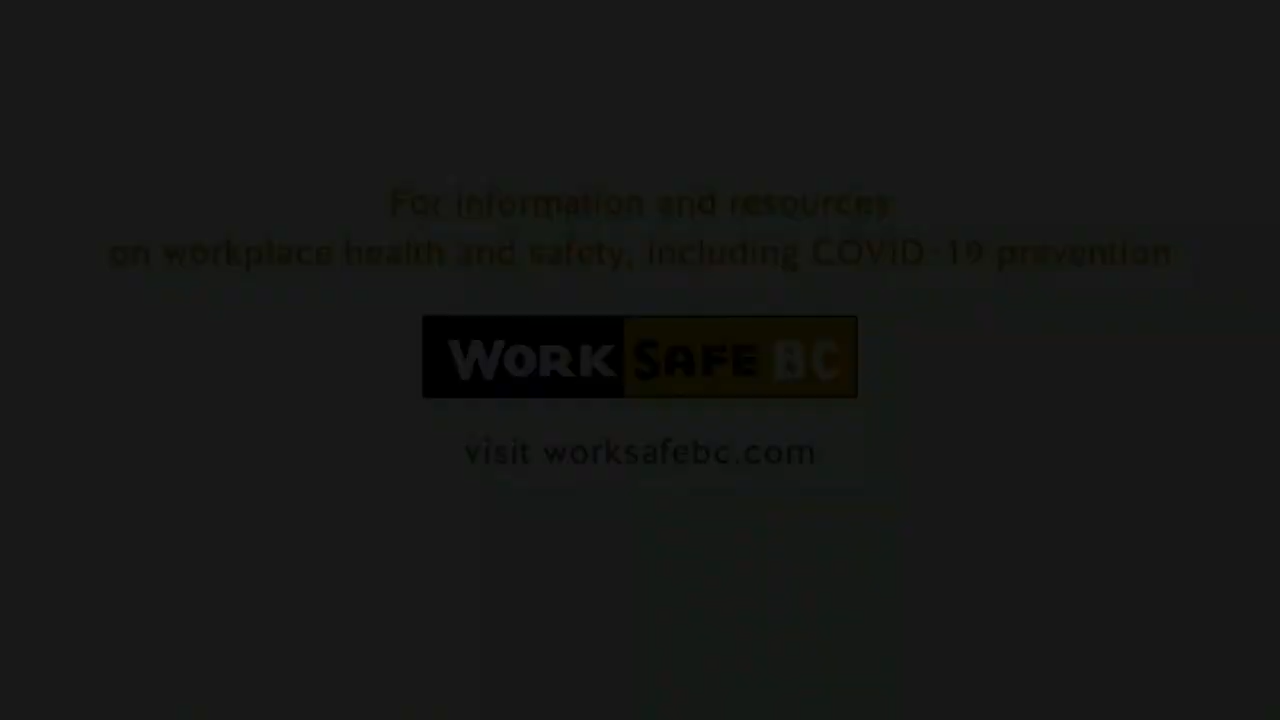 For information and resources
on workplace health and safety, including COVID-19 prevention
WORK SAFE BC
visit worksafebc.com